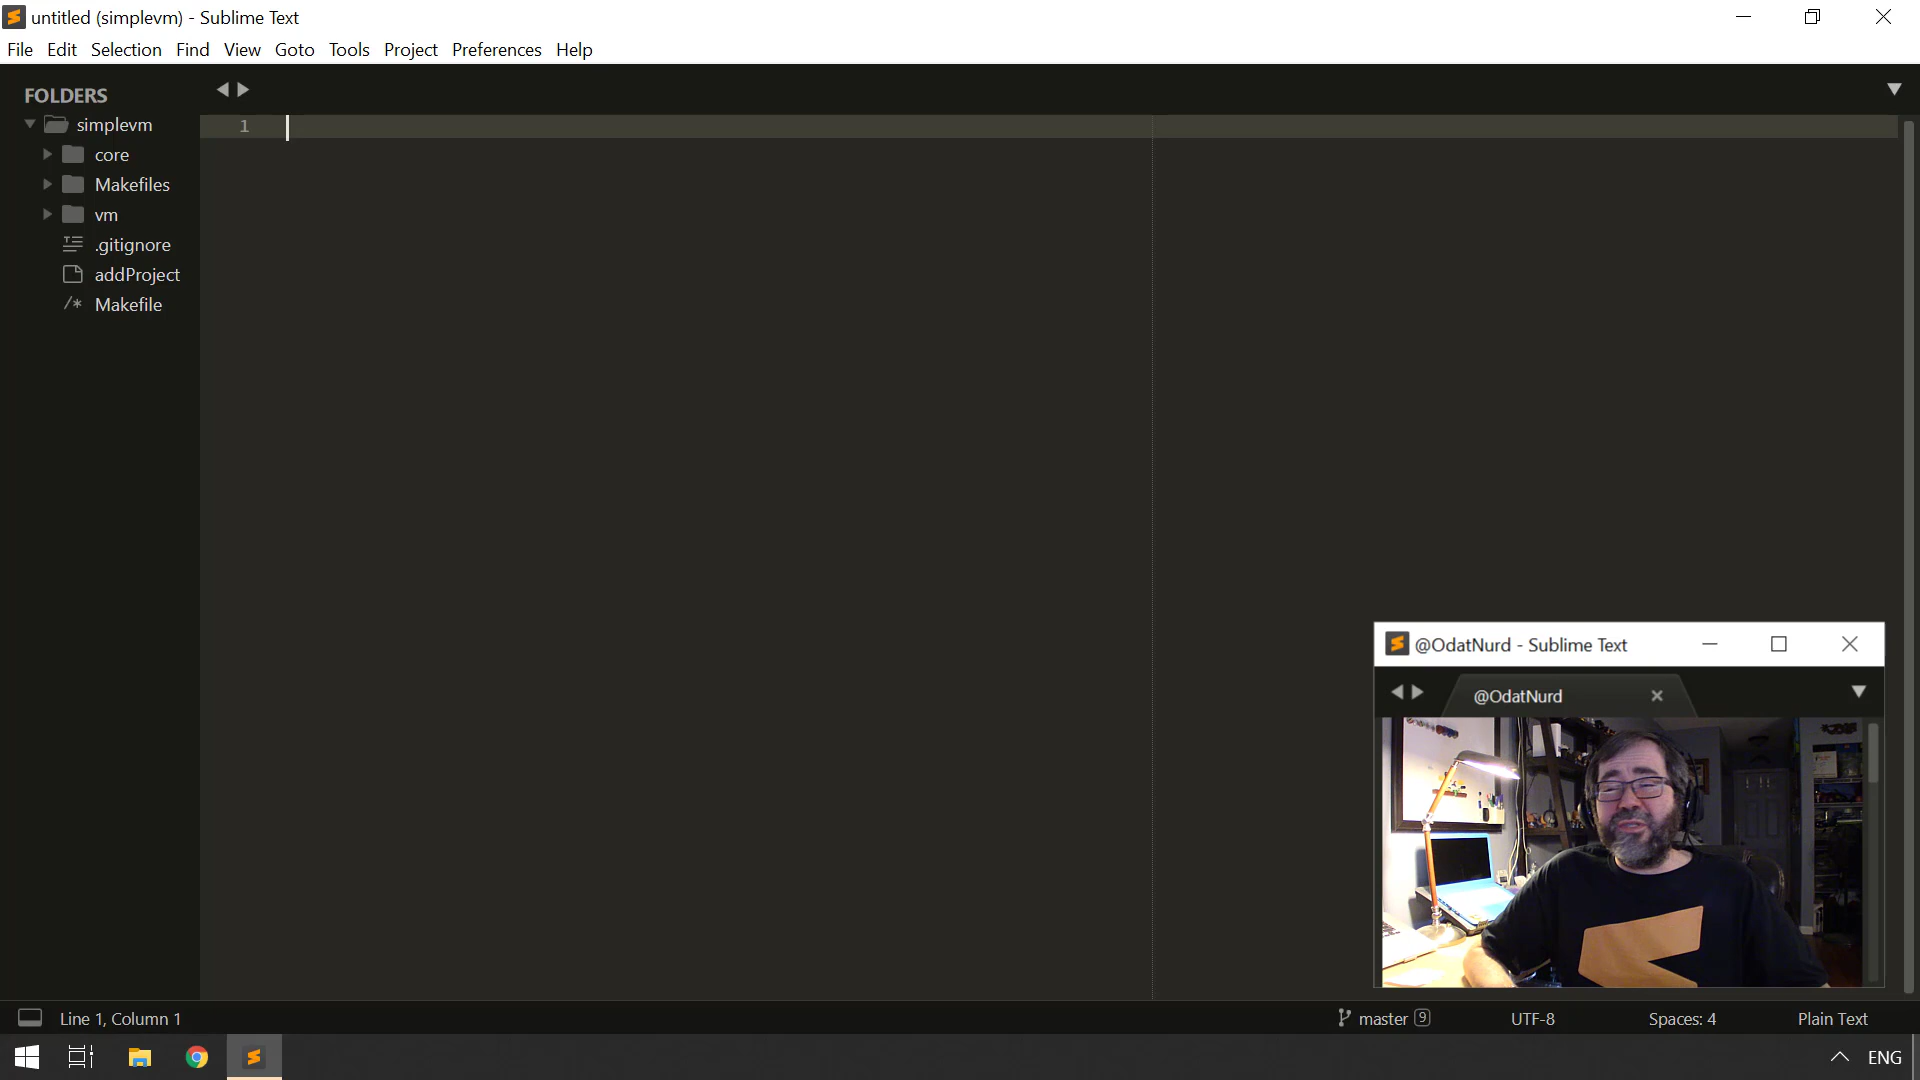 untitled (simplevm) - Sublime Text
File Edit Selection Find View Goto Tools Project Preferences Help
FOLDERS
simplevm
core
Makefiles
vm
.gitignore
addProject
/* Makefile
1
@OdatNurd - Sublime Text
@OdatNurd
Line 1, Column 1
master 9
UTF-8
Spaces: 4
Plain Text
ENG